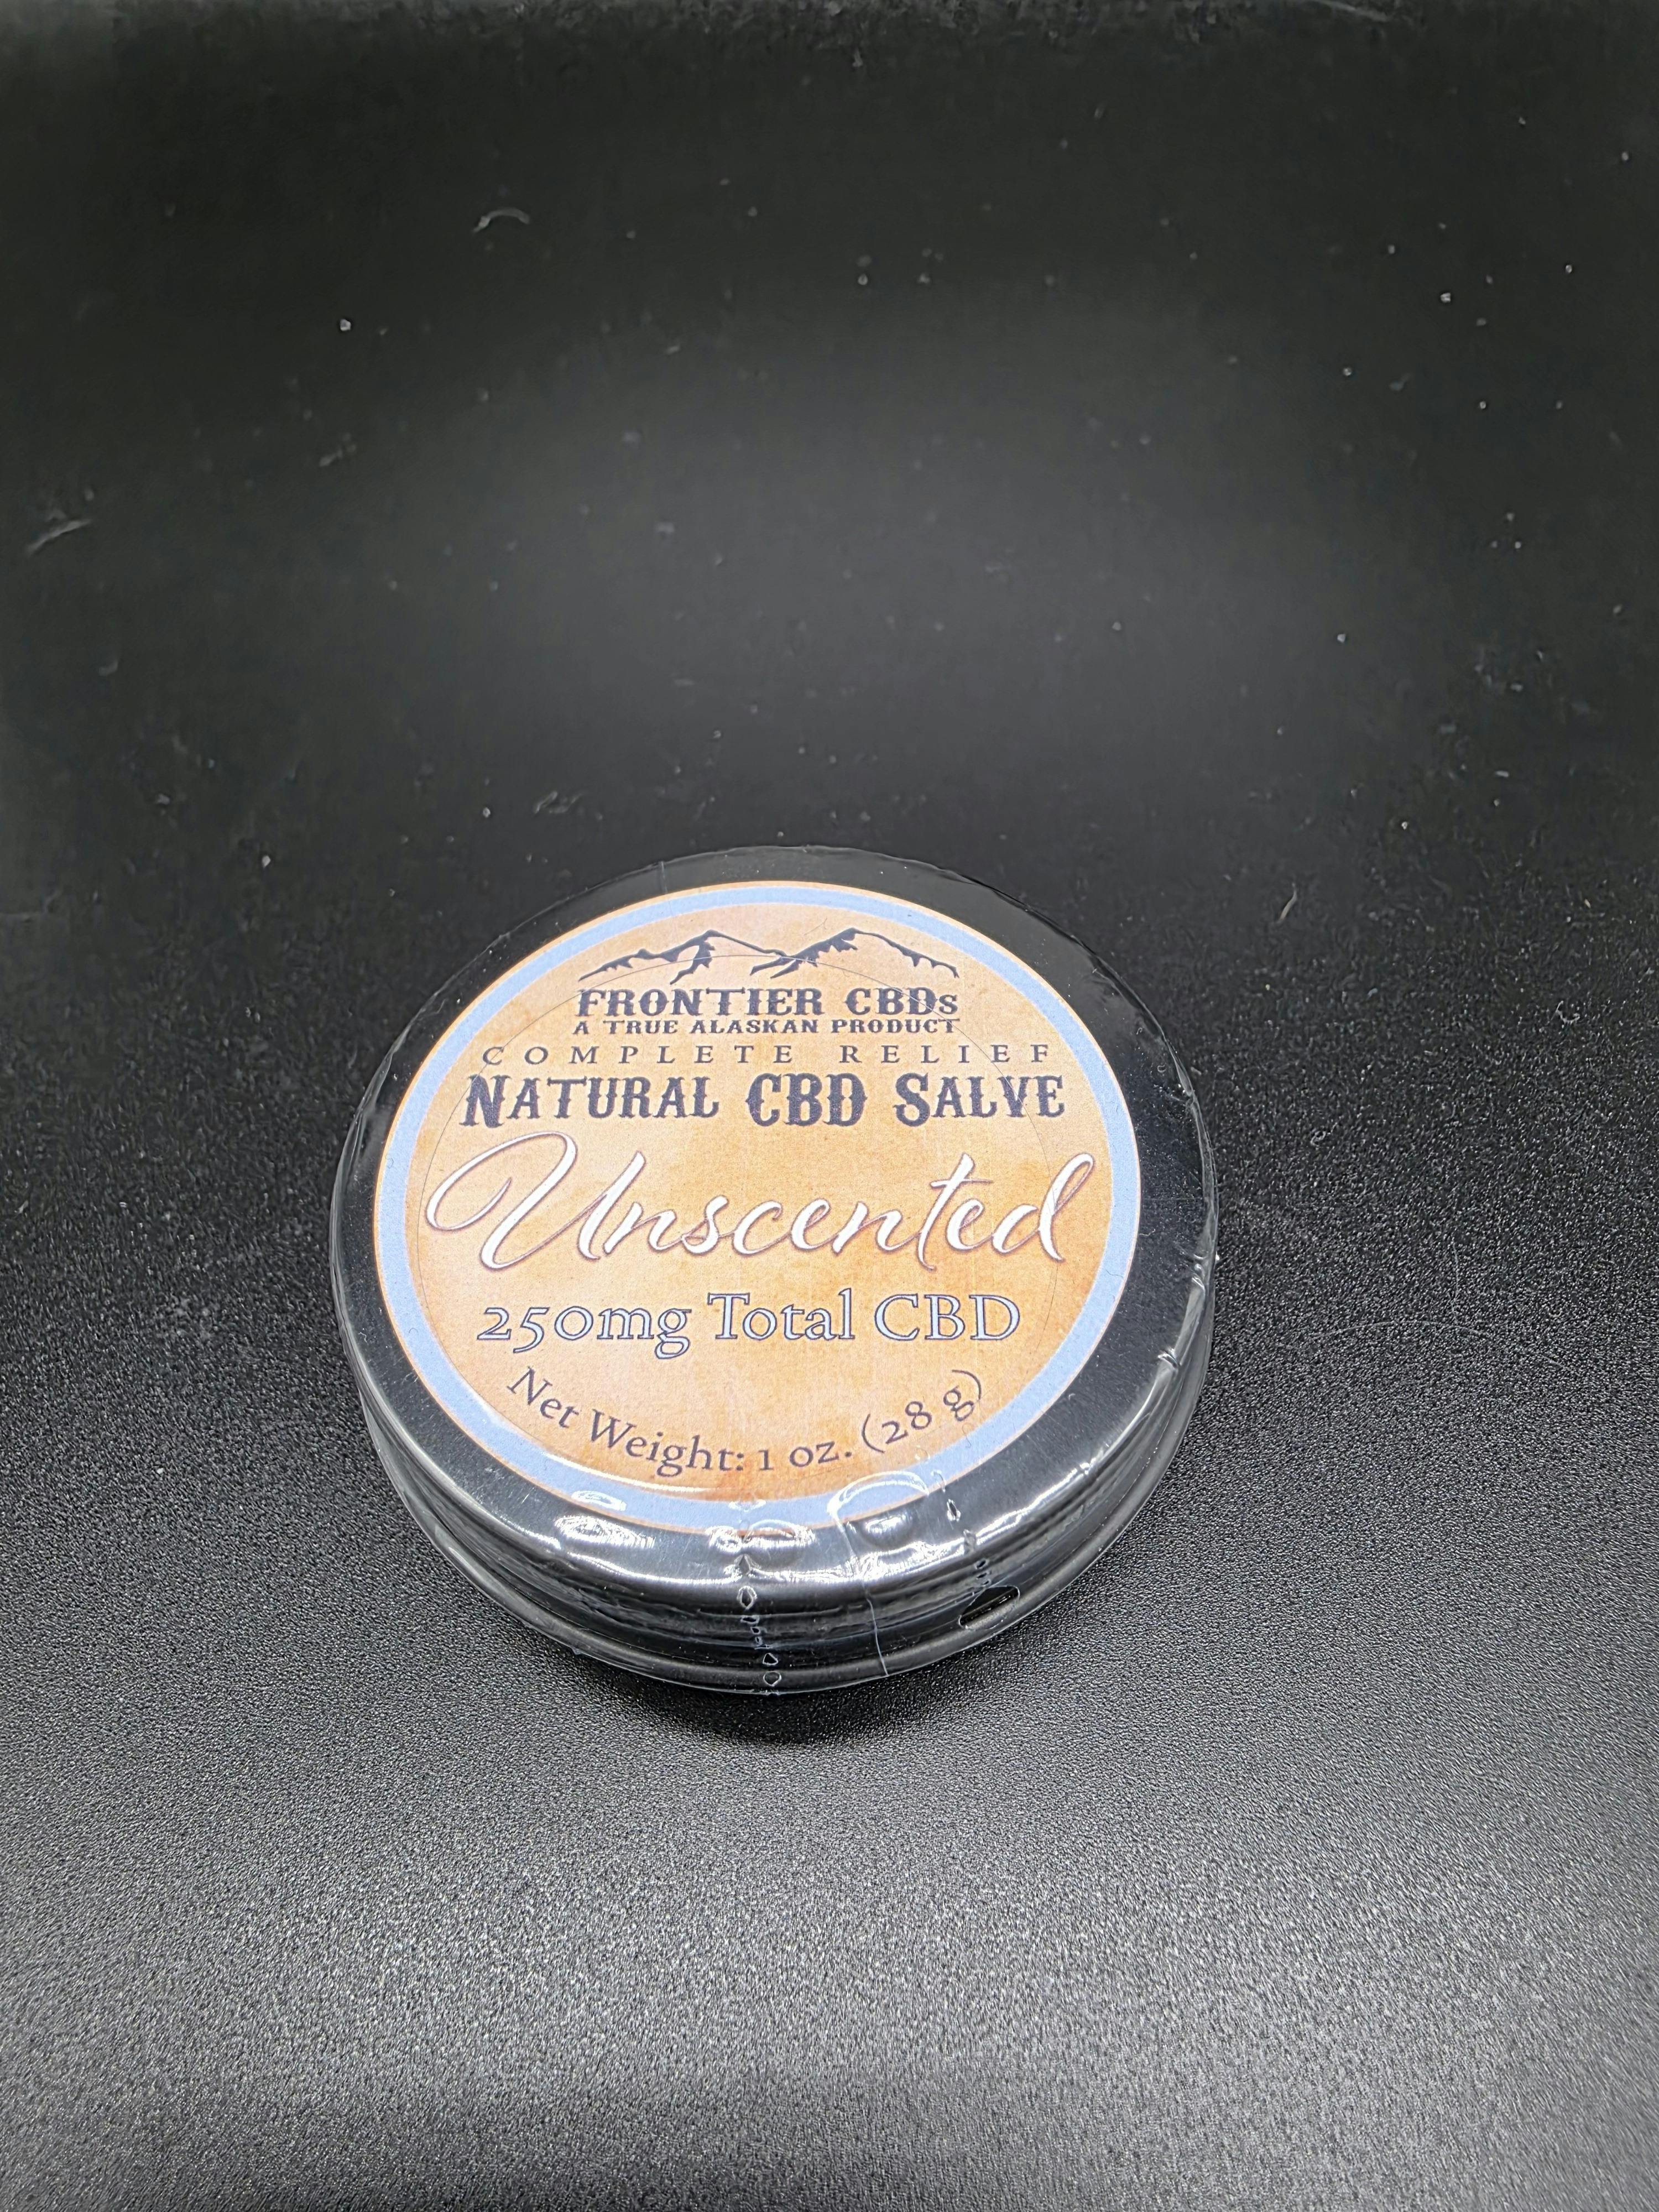 FRONTIER CBDs
A TRUE ALASKAN PRODUCT
COMPLETE RELIEF
NATURAL CBD SALVE
Unscented
250mg Total CBD
Net Weight: 1 oz. (28 g)